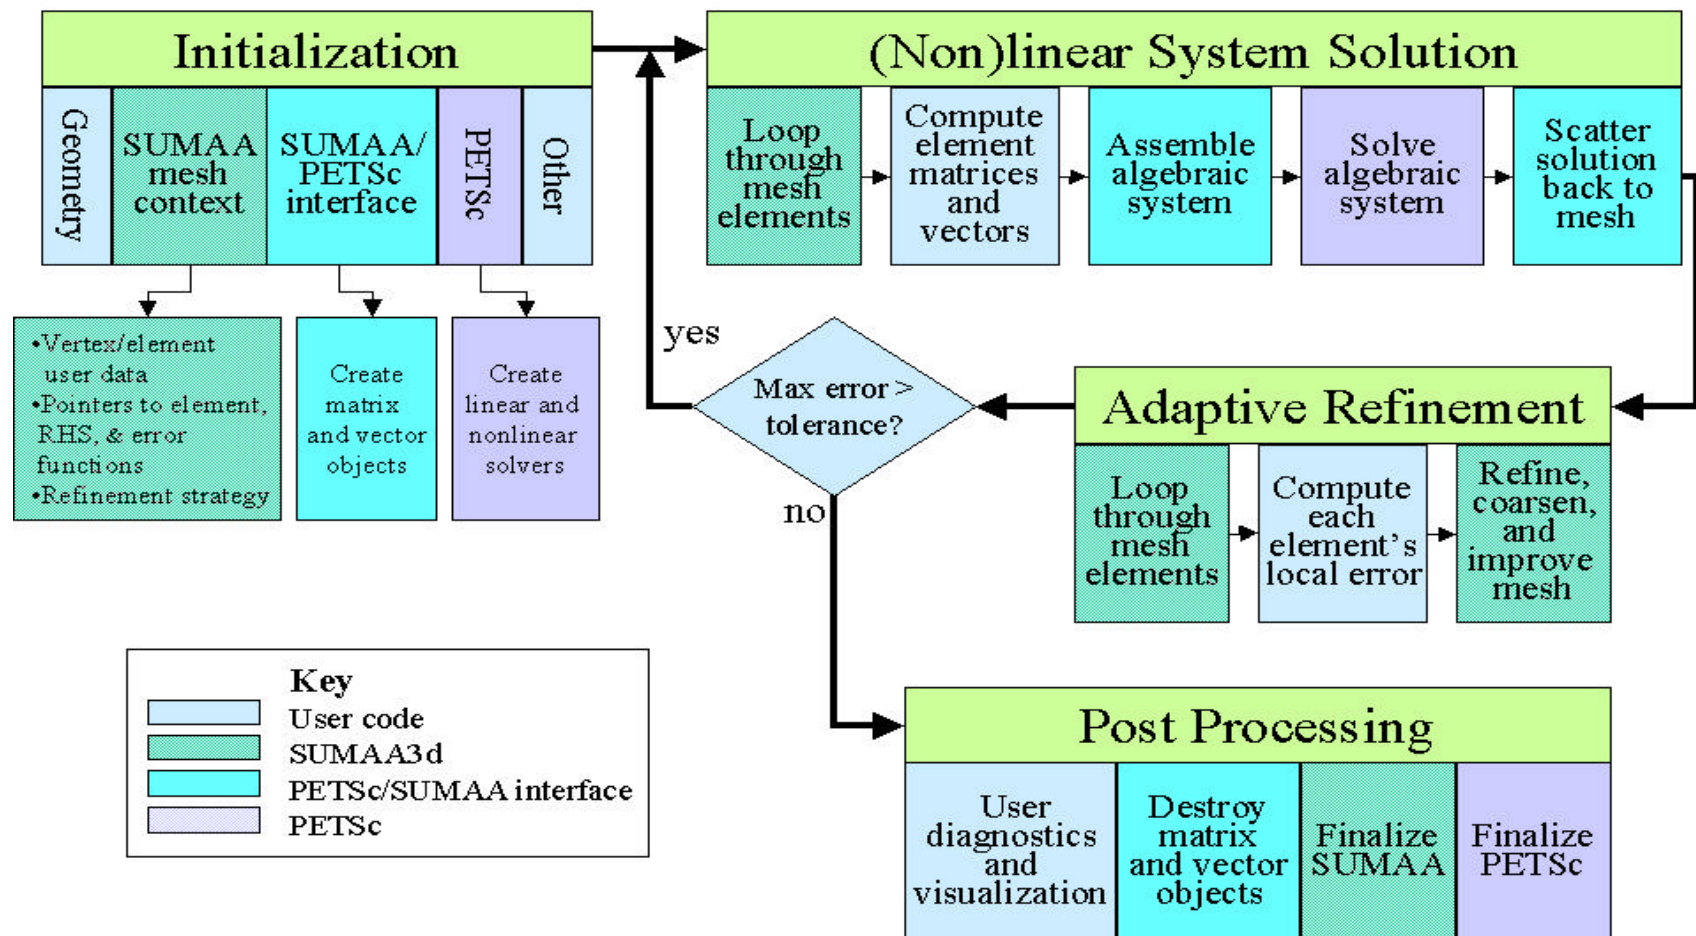 Initialization
Geometry
SUMAA
mesh
context
SUMAA/
PETSc
interface
PETSc
Other
•Vertex/element
user data
•Pointers to element,
RHS, & error
functions
•Refinement strategy
Create
matrix
and vector
objects
Create
linear and
nonlinear
solvers
(Non)linear System Solution
Loop
through
mesh
elements
Compute
element
matrices
and
vectors
Assemble
algebraic
system
Solve
algebraic
system
Scatter
solution
back to
mesh
yes
Max error >
tolerance?
no
Adaptive Refinement
Loop
through
mesh
elements
Compute
each
element's
local error
Refine,
coarsen,
and
improve
mesh
Key
User code
SUMAA3d
PETSc/SUMAA interface
PETSc
Post Processing
User
diagnostics
and
visualization
Destroy
matrix
and vector
objects
Finalize
SUMAA
Finalize
PETSc